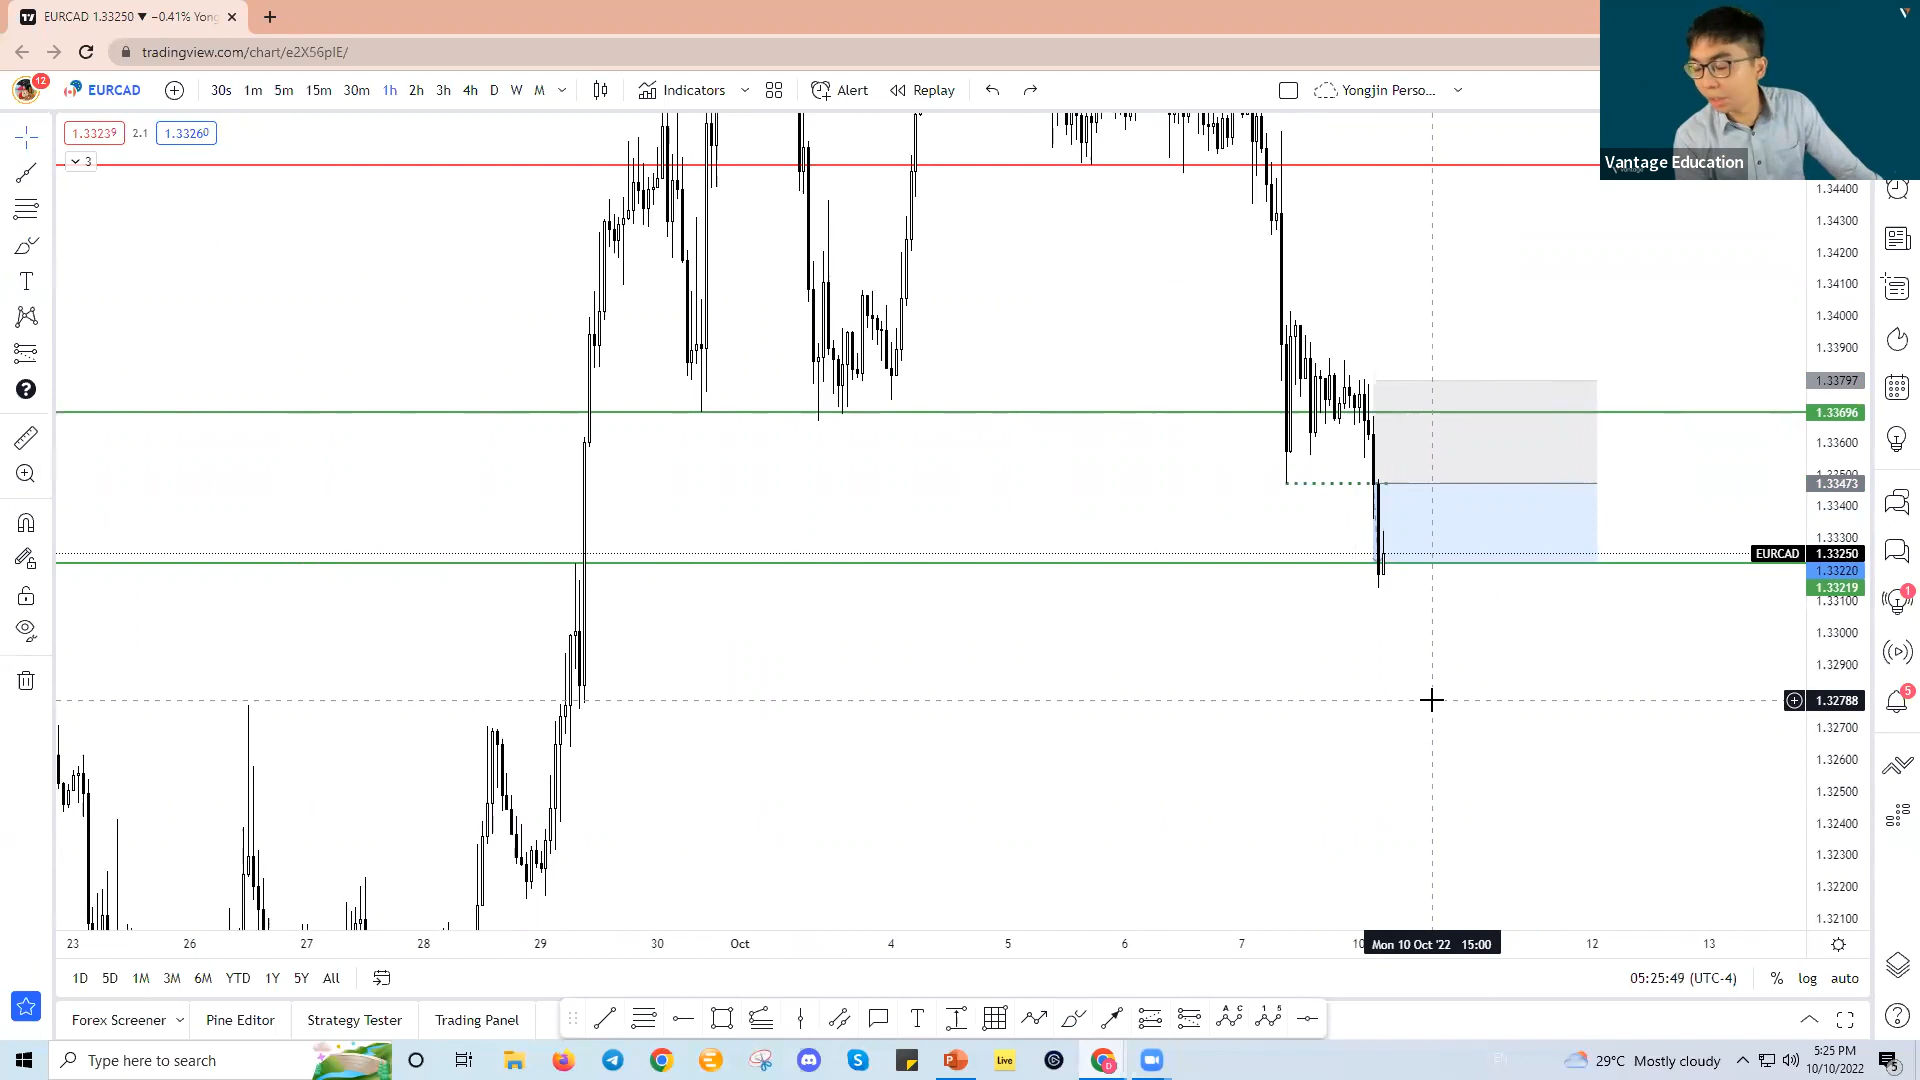 EURCAD 1.33250 ▼ −0.41% Yong
tradingview.com/chart/e2X56pIE/
12
EURCAD
30s 1m 5m 15m 30m 1h 2h 3h 4h D W M
Indicators
Alert
Replay
Yongjin Perso...
Vantage Education
1.33239 2.1 1.33260
3
1.34400
1.34300
1.34200
1.34100
1.34000
1.33900
1.33797
1.33696
1.33600
1.33473
1.33400
1.33300
EURCAD 1.33250
1.33220
1.33219
1.33100
1.33000
1.32900
1.32788
1.32700
1.32600
1.32500
1.32400
1.32300
1.32200
1.32100
1
5
23 26 27 28 29 30 Oct 4 5 6 7 10 Mon 10 Oct '22 15:00 12 13
1D 5D 1M 3M 6M YTD 1Y 5Y All
05:25:49 (UTC-4) % log auto
Forex Screener Pine Editor Strategy Tester Trading Panel
Type here to search
Live
29°C Mostly cloudy
5:25 PM
10/10/2022
5